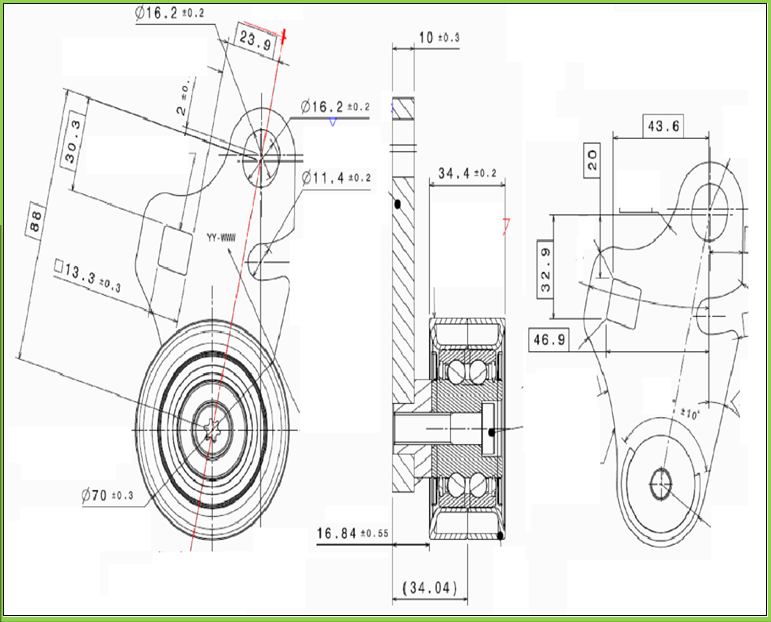 Ø16.2 ±0.2
23.9
10 ±0.3
2 ±0.
Ø16.2 ±0.2
30.3
43.6
20
34.4 ±0.2
Ø11.4 ±0.2
88
YY-WWW
□13.3 ±0.3
32.9
46.9
±10°
Ø70 ±0.3
16.84 ±0.55
(34.04)